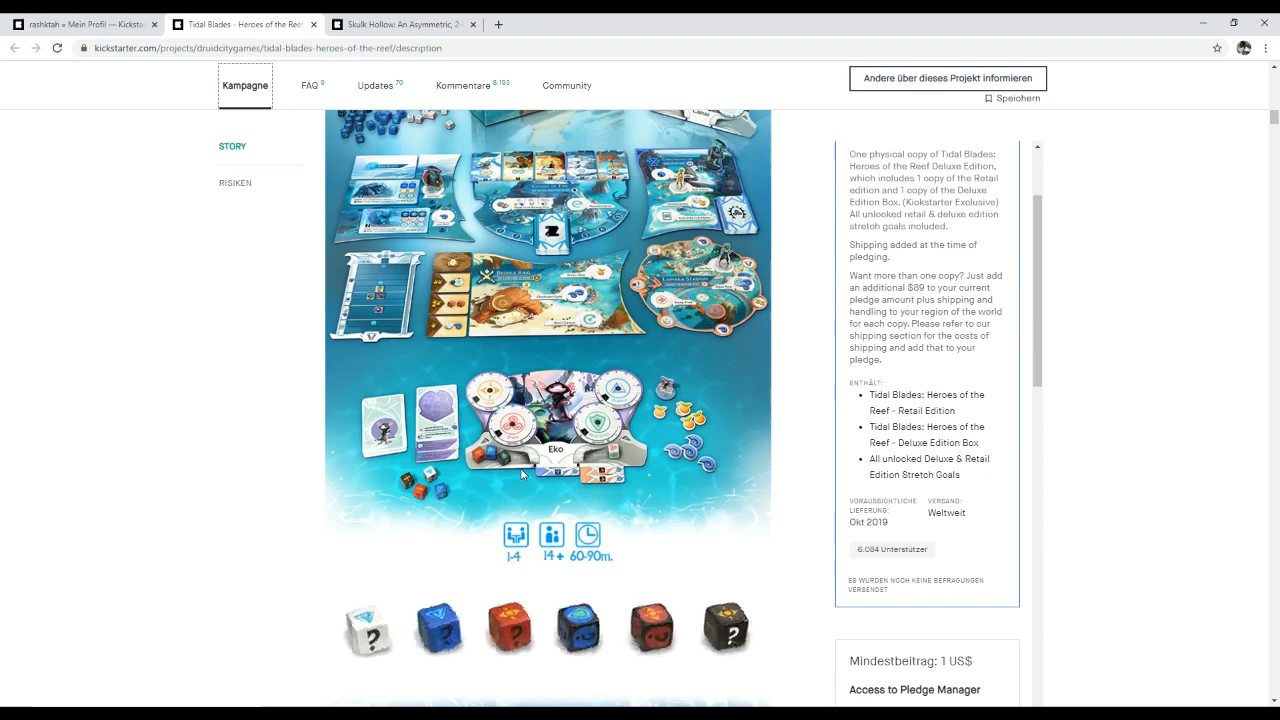 rashktah » Mein Profil — Kicksta
Tidal Blades - Heroes of the Reef
Skulk Hollow: An Asymmetric, 2-
kickstarter.com/projects/druidcitygames/tidal-blades-heroes-of-the-reef/description
Kampagne
FAQ 9
Updates 70
Kommentare 8.193
Community
Andere über dieses Projekt informieren
Speichern
STORY
RISIKEN
Eko
1-4
14+
60-90m.
One physical copy of Tidal Blades:
Heroes of the Reef Deluxe Edition,
which includes 1 copy of the Retail
edition and 1 copy of the Deluxe
Edition Box. (Kickstarter Exclusive)
All unlocked retail & deluxe edition
stretch goals included.
Shipping added at the time of
pledging.
Want more than one copy? Just add
an additional $89 to your current
pledge amount plus shipping and
handling to your region of the world
for each copy. Please refer to our
shipping section for the costs of
shipping and add that to your
pledge.
ENTHÄLT:
• Tidal Blades: Heroes of the
Reef - Retail Edition
• Tidal Blades: Heroes of the
Reef - Deluxe Edition Box
• All unlocked Deluxe & Retail
Edition Stretch Goals
VORAUSSICHTLICHE
LIEFERUNG:
Okt 2019
VERSAND:
Weltweit
6.084 Unterstützer
ES WURDEN NOCH KEINE BEFRAGUNGEN
VERSENDET
Mindestbeitrag: 1 US$
Access to Pledge Manager